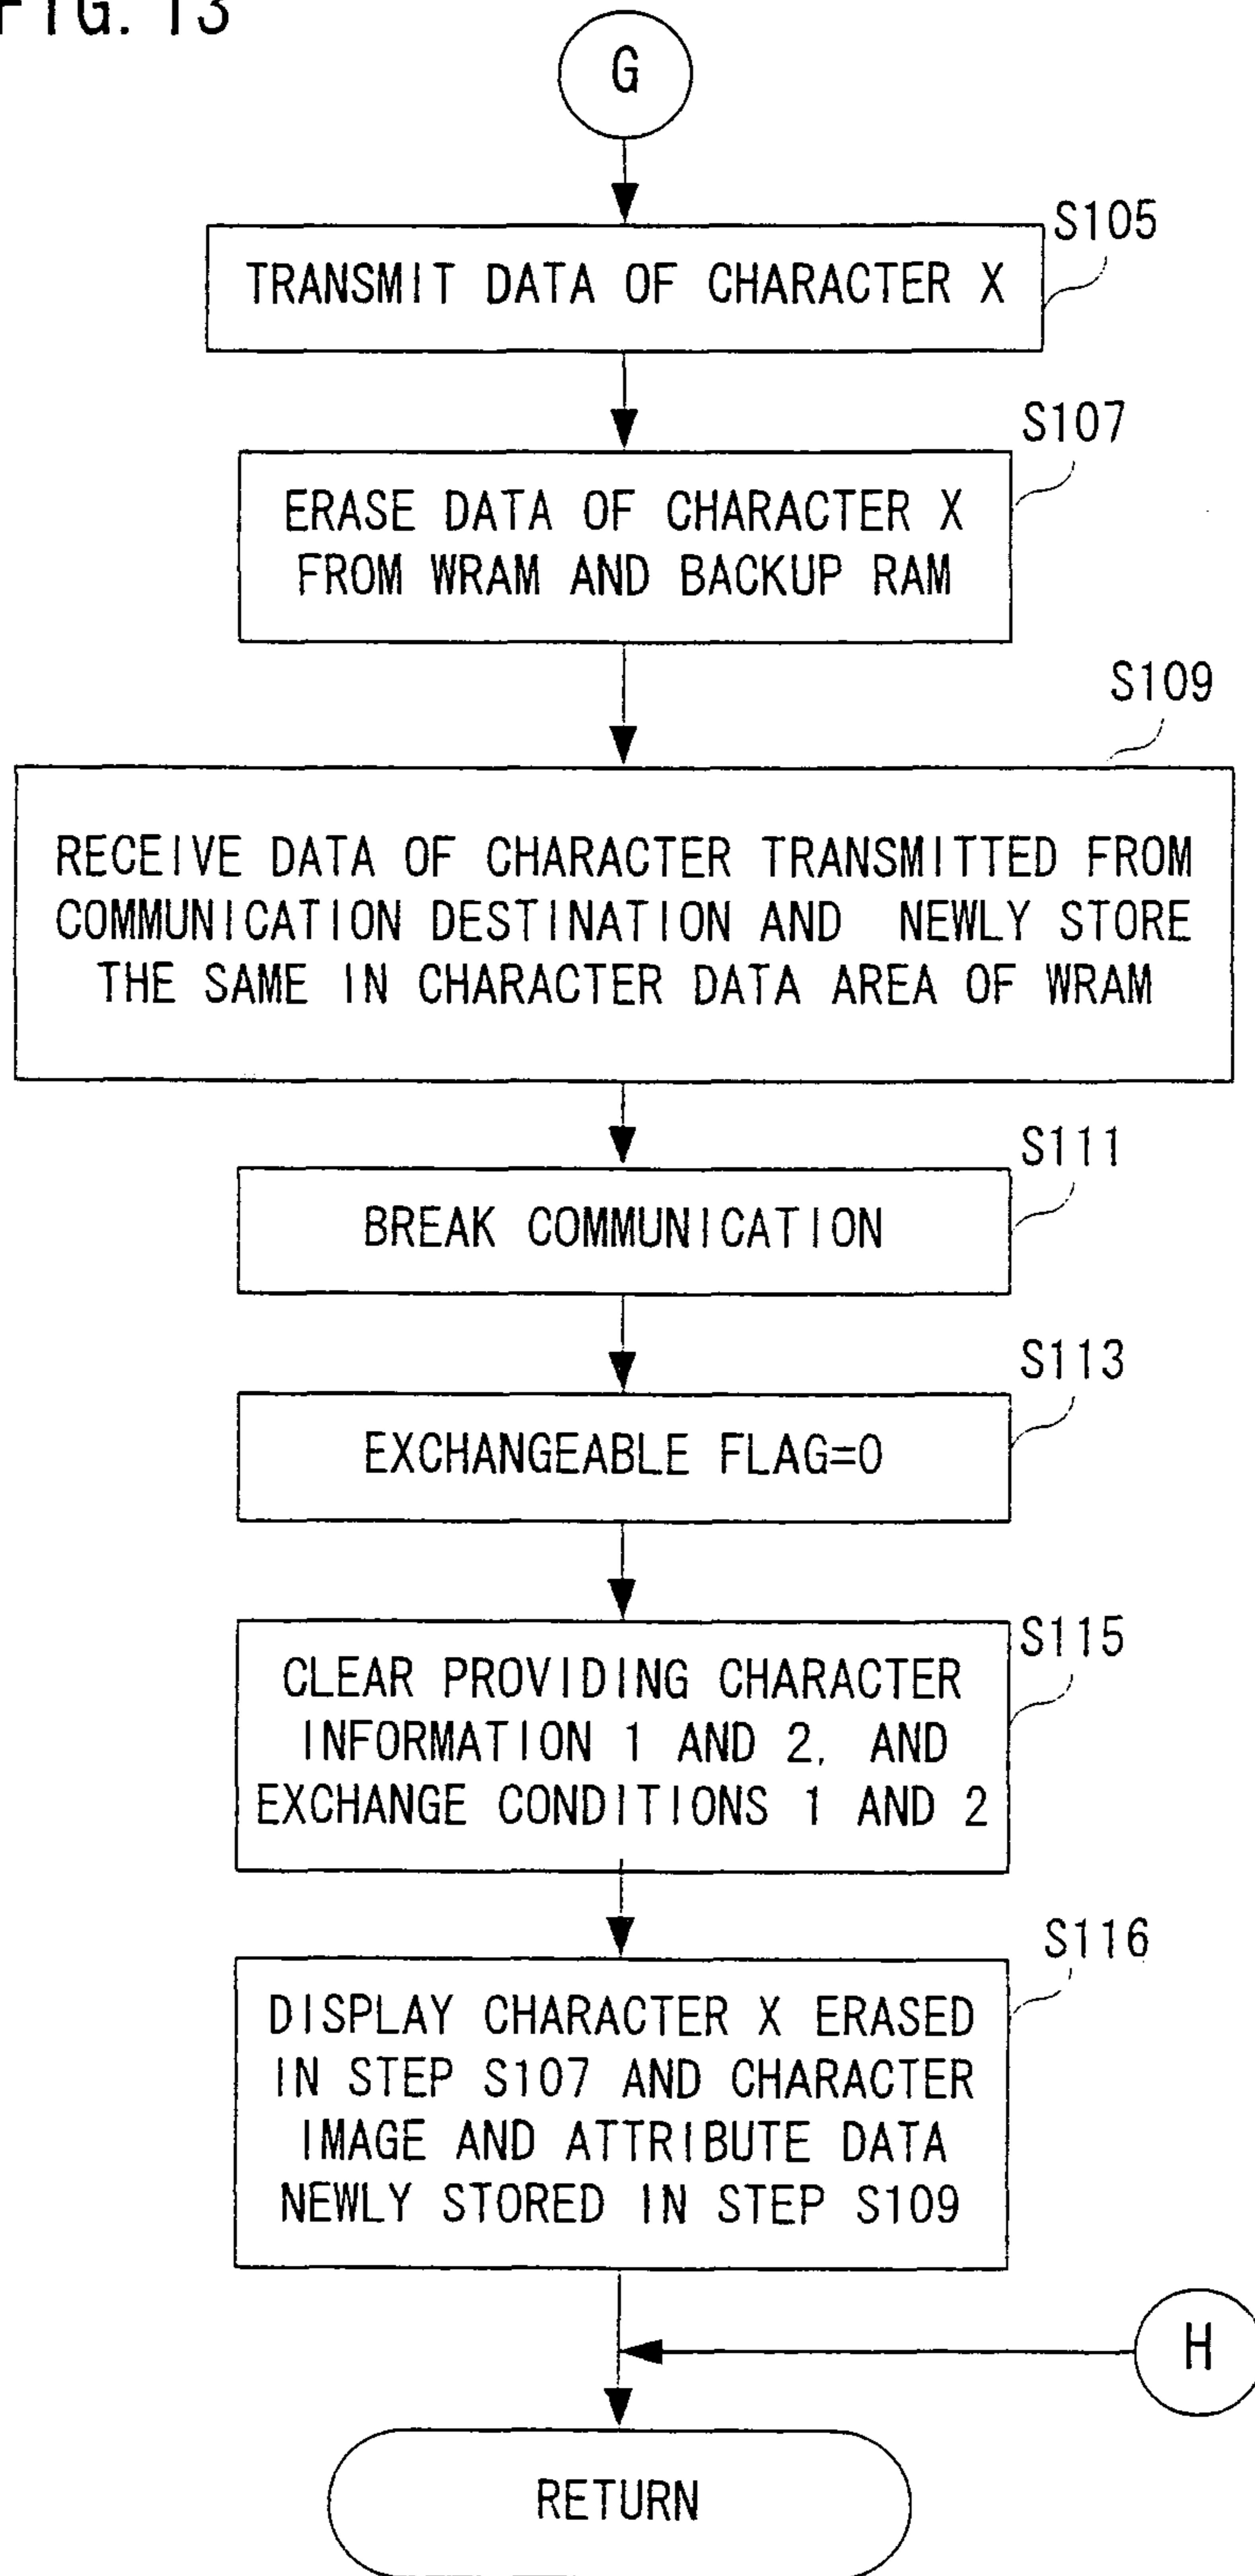 FIG. 13
G
S105
TRANSMIT DATA OF CHARACTER X
S107
ERASE DATA OF CHARACTER X
FROM WRAM AND BACKUP RAM
S109
RECEIVE DATA OF CHARACTER TRANSMITTED FROM
COMMUNICATION DESTINATION AND NEWLY STORE
THE SAME IN CHARACTER DATA AREA OF WRAM
S111
BREAK COMMUNICATION
S113
EXCHANGEABLE FLAG=0
S115
CLEAR PROVIDING CHARACTER
INFORMATION 1 AND 2, AND
EXCHANGE CONDITIONS 1 AND 2
S116
DISPLAY CHARACTER X ERASED
IN STEP S107 AND CHARACTER
IMAGE AND ATTRIBUTE DATA
NEWLY STORED IN STEP S109
H
RETURN